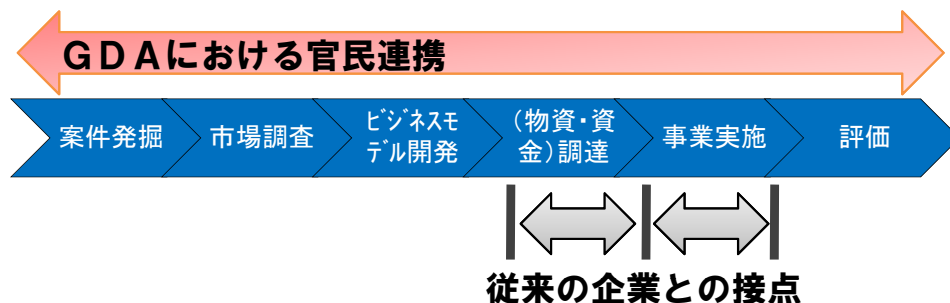 GDAにおける官民連携
案件発掘
市場調査
ビジネスモ
デル開発
(物資・資
金)調達
事業実施
評価
従来の企業との接点